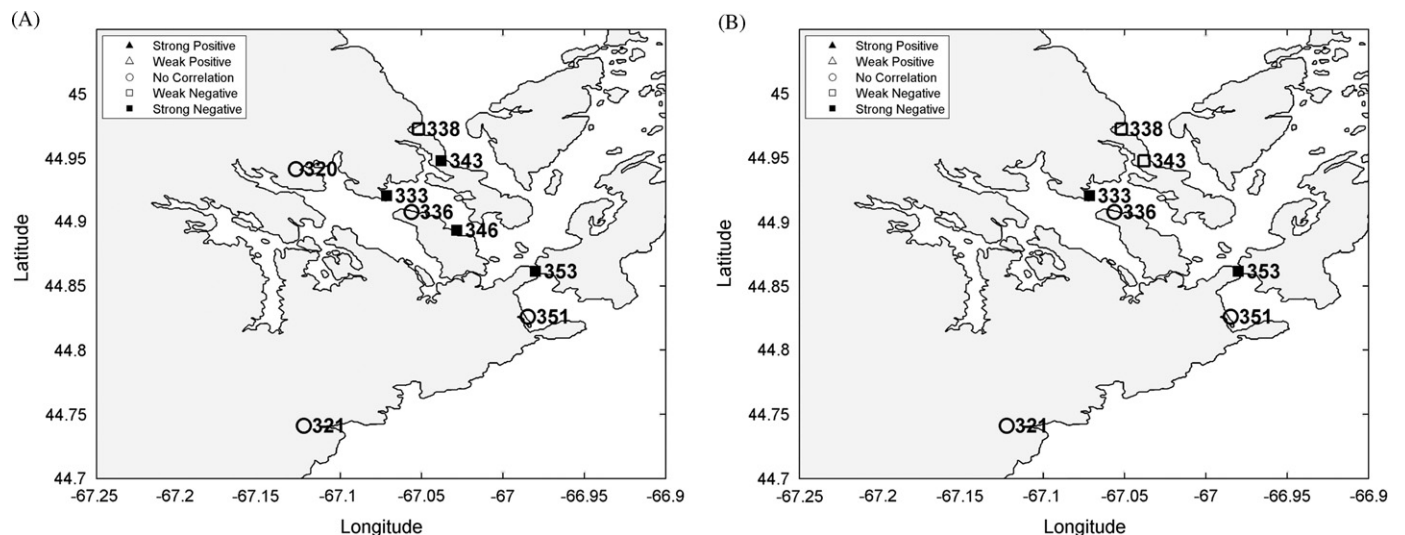 (A)
Strong Positive
Weak Positive
No Correlation
Weak Negative
Strong Negative
45
44.95
44.9
44.85
44.8
44.75
44.7
Latitude
338
343
320
333
336
346
353
351
321
-67.25 -67.2 -67.15 -67.1 -67.05 -67 -66.95 -66.9
Longitude
(B)
Strong Positive
Weak Positive
No Correlation
Weak Negative
Strong Negative
45
44.95
44.9
44.85
44.8
44.75
44.7
Latitude
338
343
333
336
353
351
321
-67.25 -67.2 -67.15 -67.1 -67.05 -67 -66.95 -66.9
Longitude